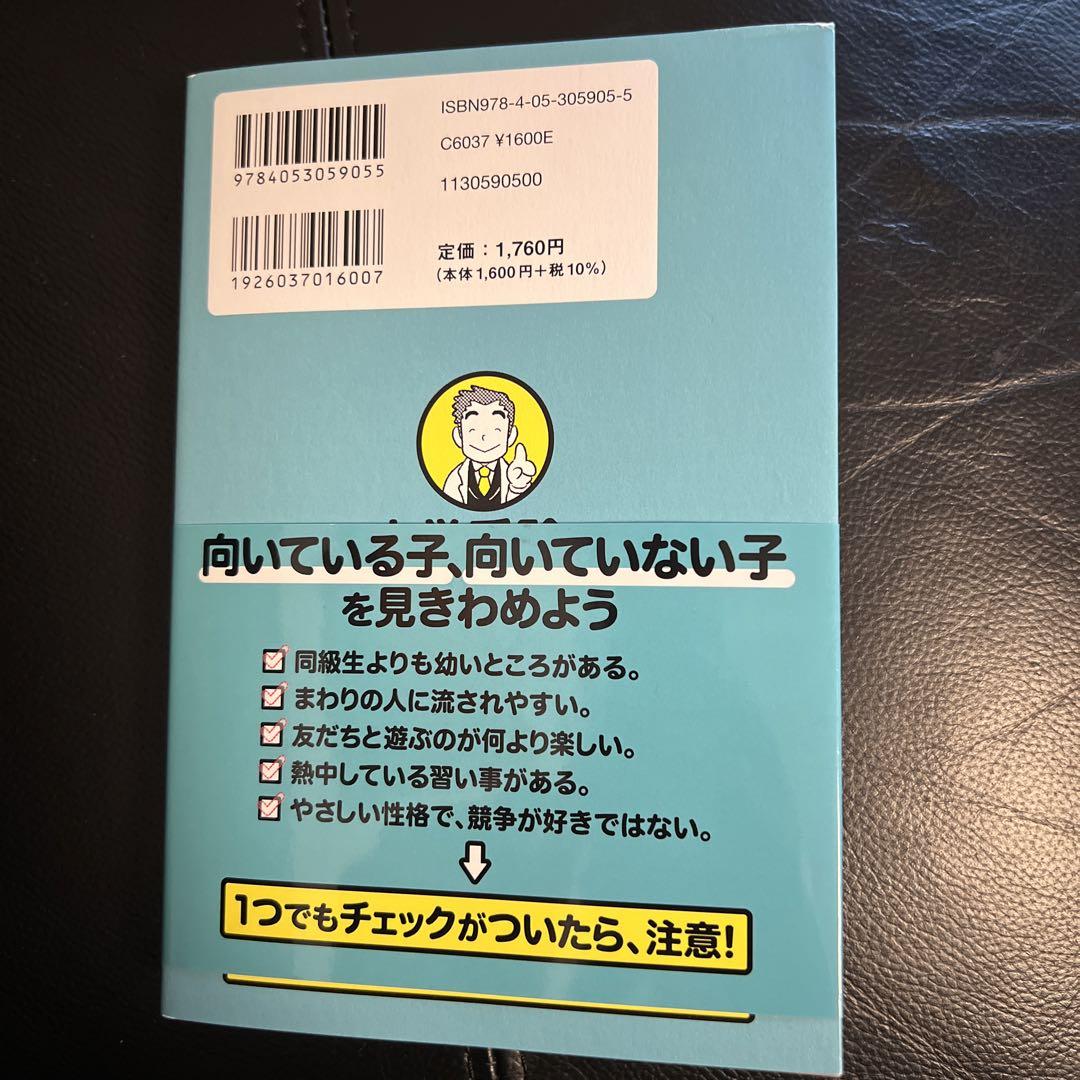 ISBN978-4-05-305905-5
C6037 ¥1600E
1130590500
定価：1,760円
（本体1,600円＋税10%）
9784053059055
1926037016007
向いている子、向いていない子
を見きわめよう
同級生よりも幼いところがある。
まわりの人に流されやすい。
友だちと遊ぶのが何より楽しい。
熱中している習い事がある。
やさしい性格で、競争が好きではない。
1つでもチェックがついたら、注意！